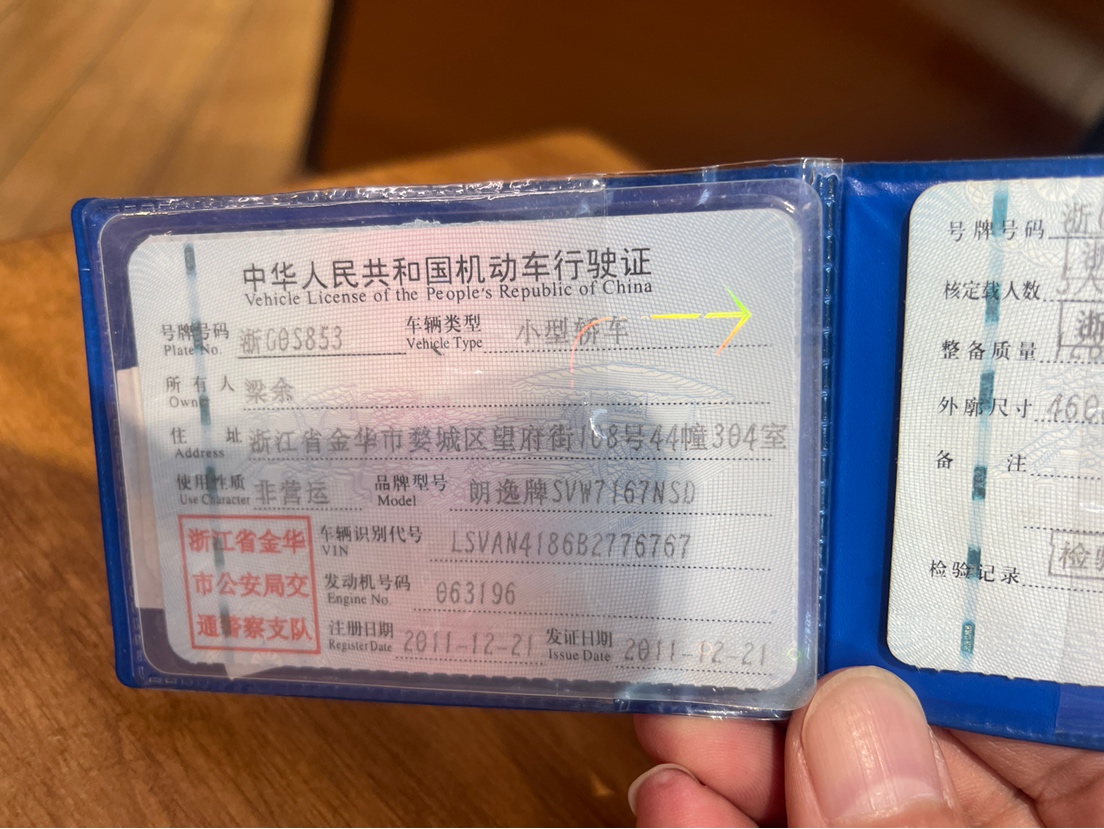 中华人民共和国机动车行驶证
Vehicle License of the People's Republic of China
号牌号码 浙G0S853 车辆类型 小型轿车
Plate No. Vehicle Type
所有人 梁余
Owner
住址 浙江省金华市婺城区望府街168号44幢304室
Address
使用性质 非营运 品牌型号 朗逸牌SVW7167NSD
Use Character Model
浙江省金华
市公安局交
通警察支队
车辆识别代号 LSVAN4186B2776767
VIN
发动机号码 063196
Engine No.
注册日期 2011-12-21 发证日期 2011-12-21
Register Date Issue Date
号牌号码 浙
核定载人数
整备质量
外廓尺寸 460
备注
检验记录 检验